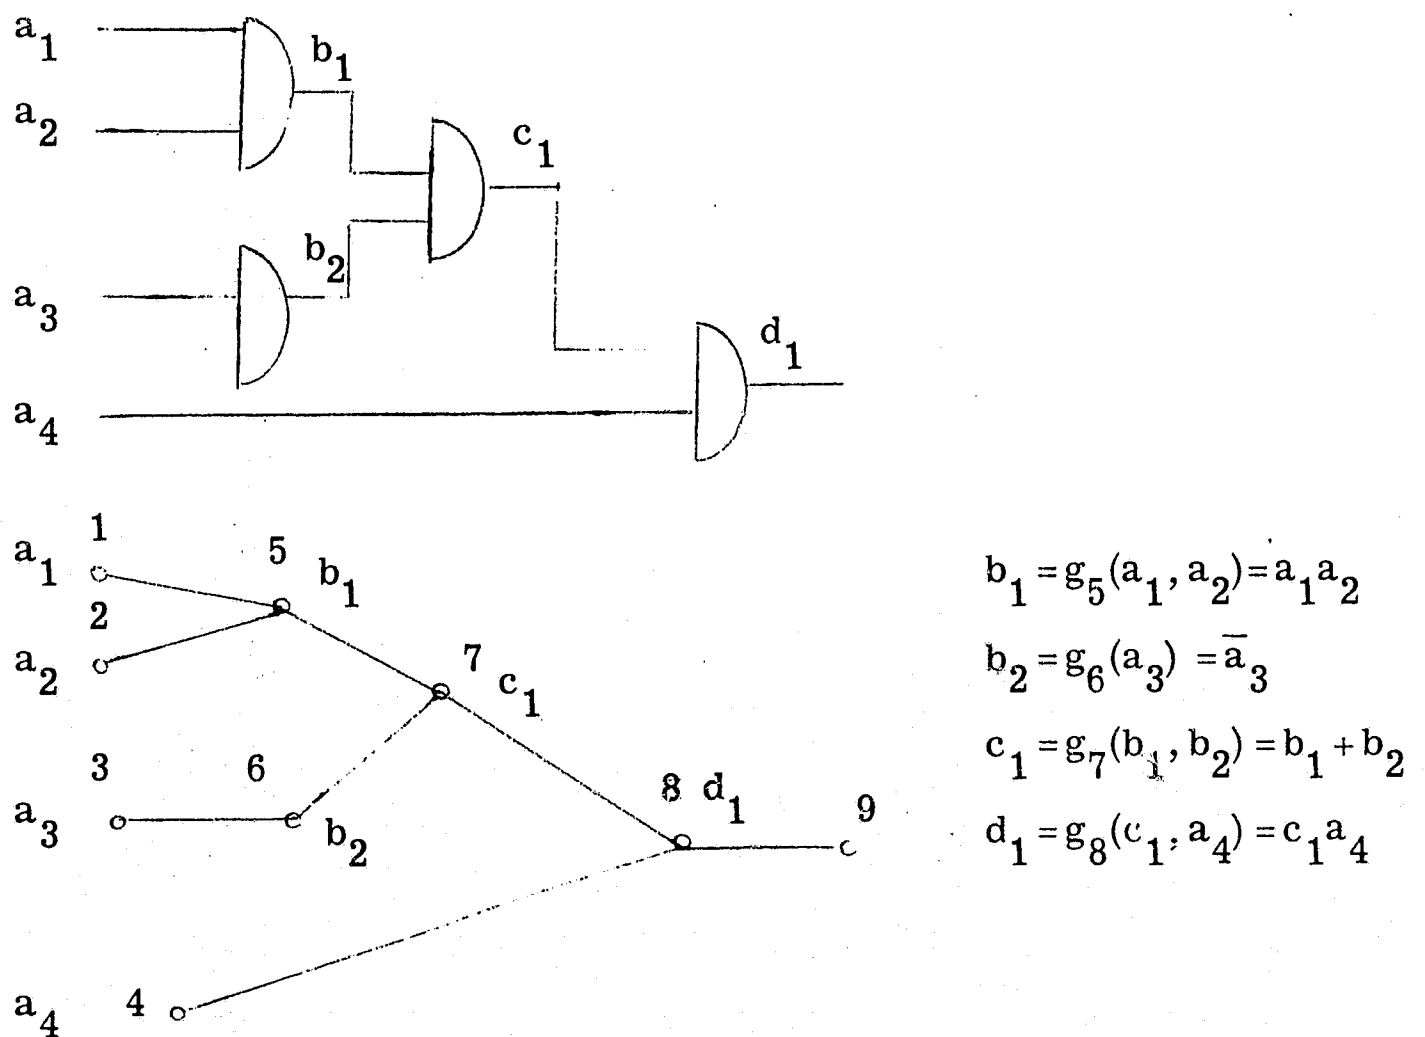 a1
b1
a2
c1
b2
a3
d1
a4
1
a1
5
b1
2
a2
7
c1
3
6
8 d1
9
a3
b2
a4 4
b1 = g5(a1, a2) = a1a2
b2 = g6(a3) = a̅3
c1 = g7(b1, b2) = b1 + b2
d1 = g8(c1, a4) = c1a4